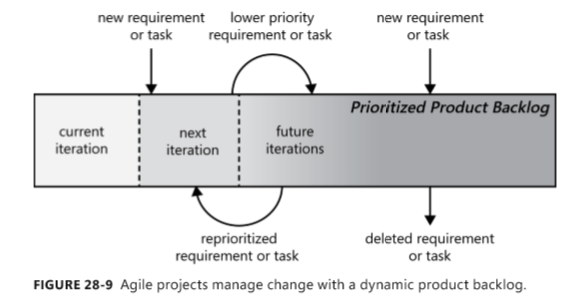 new requirement
or task
lower priority
requirement or task
new requirement
or task
Prioritized Product Backlog
current
iteration
next
iteration
future
iterations
reprioritized
requirement or task
deleted requirement
or task
FIGURE 28-9 Agile projects manage change with a dynamic product backlog.